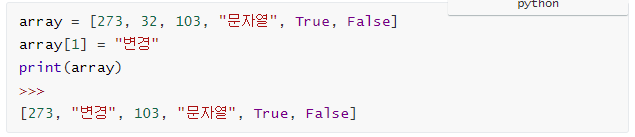 python
array = [273, 32, 103, "문자열", True, False]
array[1] = "변경"
print(array)
>>>
[273, "변경", 103, "문자열", True, False]